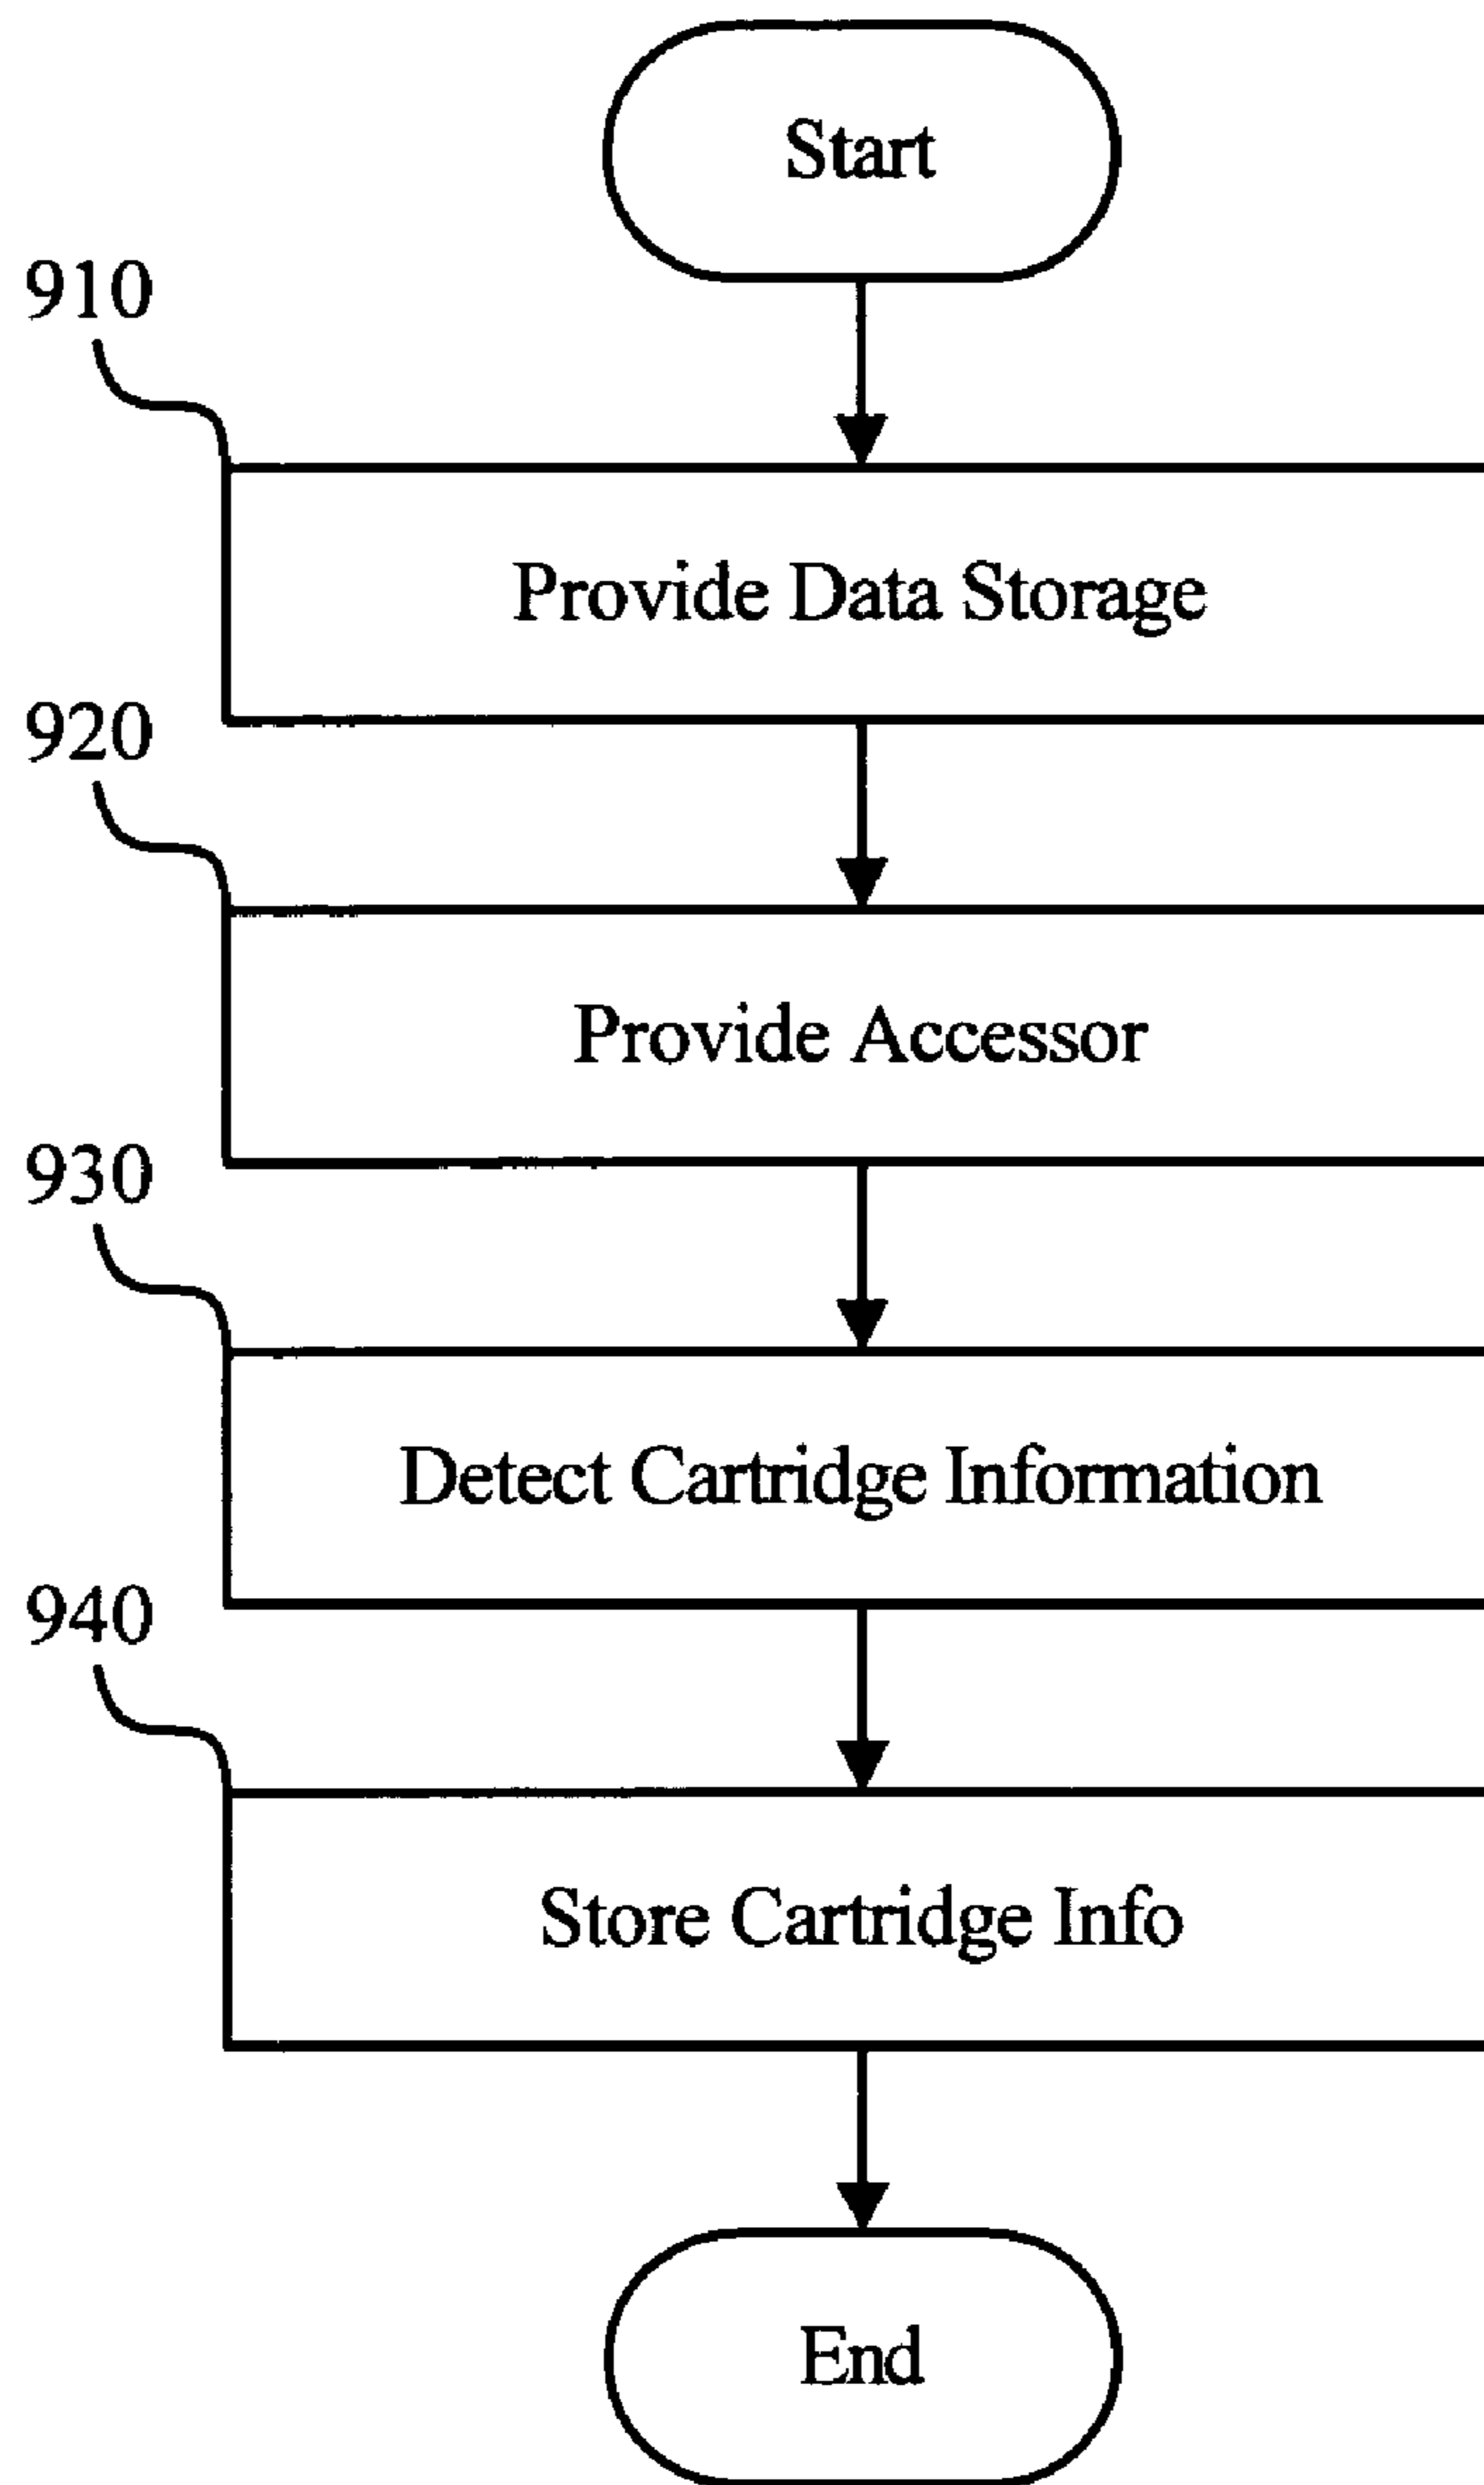 Start
910
Provide Data Storage
920
Provide Accessor
930
Detect Cartridge Information
940
Store Cartridge Info
End